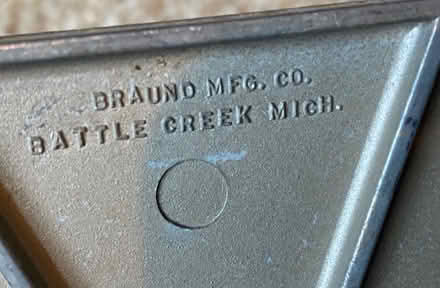 BRAUND MFG. CO.
BATTLE CREEK MICH.